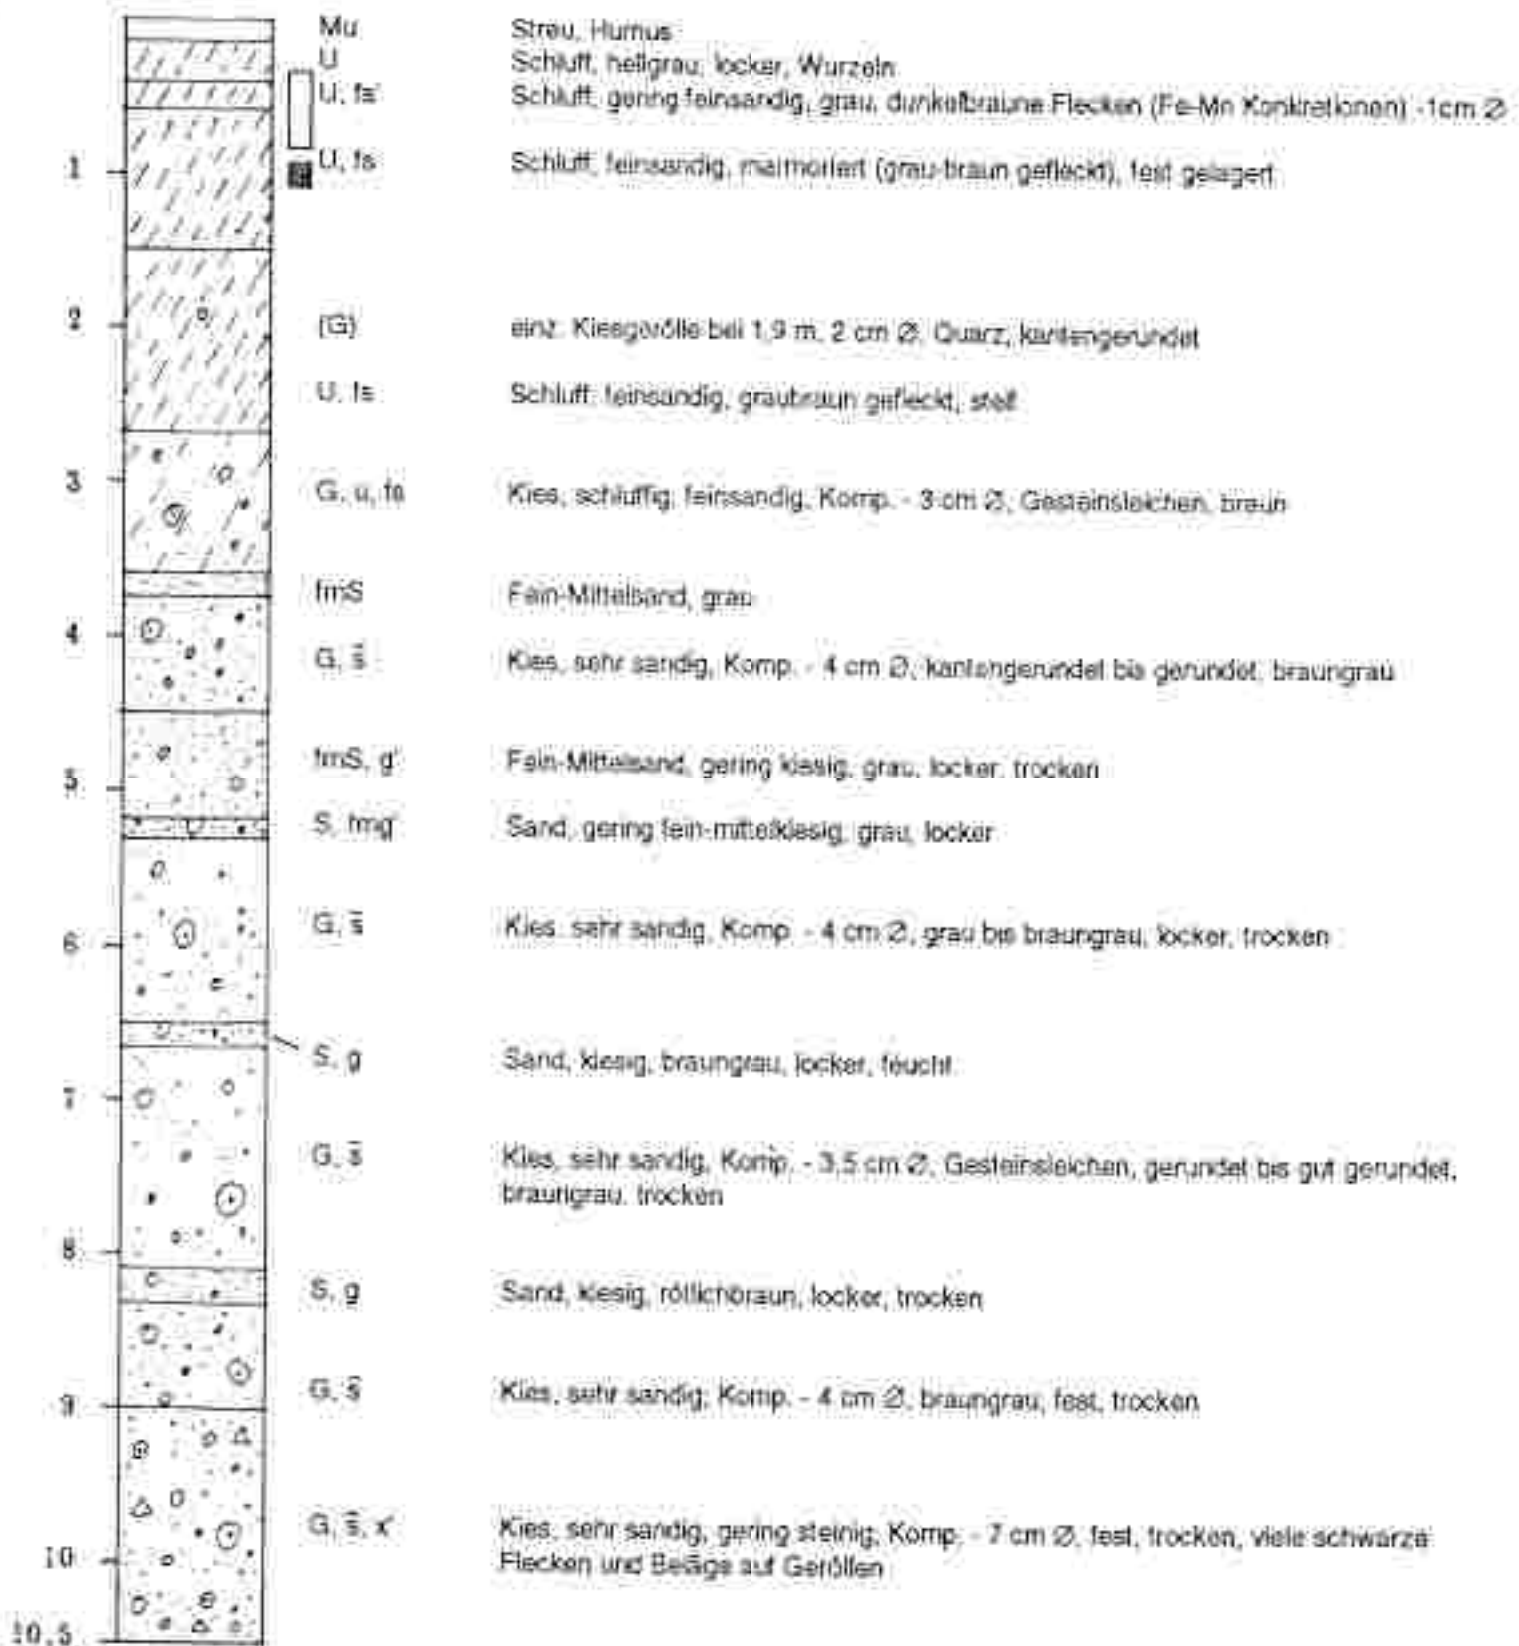 Mu Streu, Humus
U Schluff, hellgrau, locker, Wurzeln
U, fs' Schluff, gering feinsandig, grau, dunkelbraune Flecken (Fe-Mn Konkretionen) -1cm ∅
1 U, fs Schluff, feinsandig, marmoriert (grau-braun gefleckt), fest gelagert
2 (G) einz. Kiesgerölle bei 1,9 m, 2 cm ∅, Quarz, kantengerundet
U, fs Schluff, feinsandig, graubraun gefleckt, steif
3 G, u, fs Kies, schluffig, feinsandig, Komp. - 3 cm ∅, Gesteinsleichen, braun
fmS Fein-Mittelsand, grau
4 G, s̄ Kies, sehr sandig, Komp. - 4 cm ∅, kantengerundet bis gerundet, braungrau
fmS, g' Fein-Mittelsand, gering kiesig, grau, locker, trocken
5
S, fmg' Sand, gering fein-mittelkiesig, grau, locker
6 G, s̄ Kies, sehr sandig, Komp. - 4 cm ∅, grau bis braungrau, locker, trocken
S, g Sand, kiesig, braungrau, locker, feucht
7
G, s̄ Kies, sehr sandig, Komp. - 3,5 cm ∅, Gesteinsleichen, gerundet bis gut gerundet,
braungrau, trocken
8
S, g Sand, kiesig, rötlichbraun, locker, trocken
9 G, s̄ Kies, sehr sandig, Komp. - 4 cm ∅, braungrau, fest, trocken
G, s̄, x' Kies, sehr sandig, gering steinig, Komp. - 7 cm ∅, fest, trocken, viele schwarze
10 Flecken und Beläge auf Geröllen
10,5